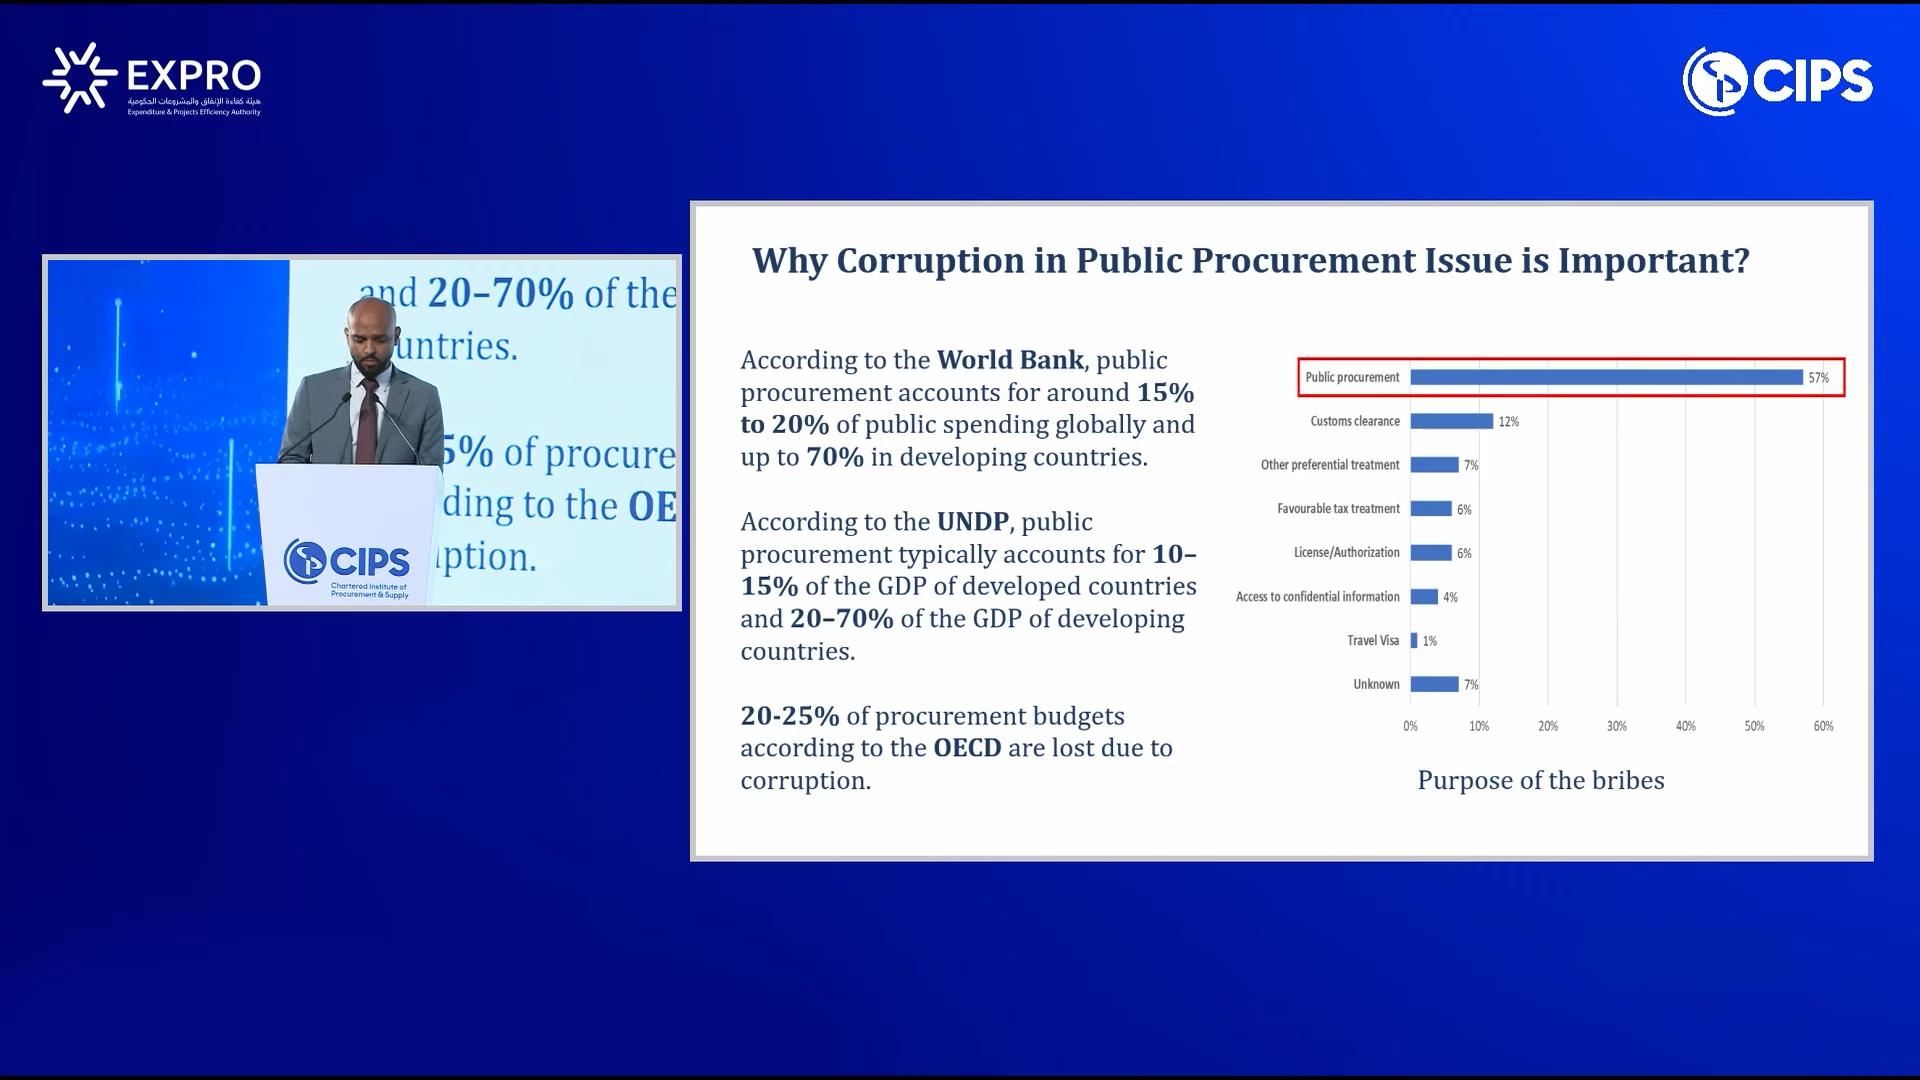 EXPRO
هيئة كفاءة الإنفاق والمشروعات الحكومية
Expenditure & Projects Efficiency Authority
CIPS
and 20–70% of the
untries.
5% of procure
ding to the OE
ption.
CIPS
Chartered Institute of
Procurement & Supply
Why Corruption in Public Procurement Issue is Important?
According to the World Bank, public
procurement accounts for around 15%
to 20% of public spending globally and
up to 70% in developing countries.
According to the UNDP, public
procurement typically accounts for 10–
15% of the GDP of developed countries
and 20–70% of the GDP of developing
countries.
20-25% of procurement budgets
according to the OECD are lost due to
corruption.
Public procurement 57%
Customs clearance 12%
Other preferential treatment 7%
Favourable tax treatment 6%
License/Authorization 6%
Access to confidential information 4%
Travel Visa 1%
Unknown 7%
0% 10% 20% 30% 40% 50% 60%
Purpose of the bribes